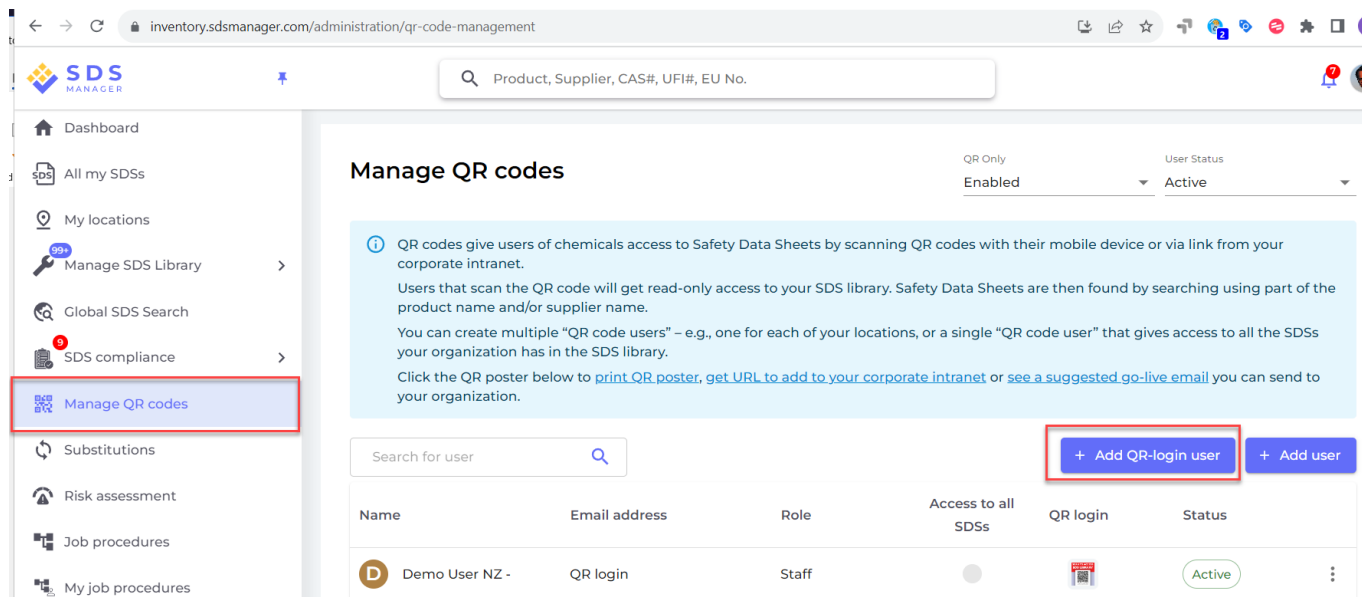 inventory.sdsmanager.com/administration/qr-code-management
2
SDS
MANAGER
Product, Supplier, CAS#, UFI#, EU No.
7
Dashboard
SDS
All my SDSs
My locations
99+
Manage SDS Library
Global SDS Search
9
SDS compliance
Manage QR codes
Substitutions
Risk assessment
Job procedures
My job procedures
Manage QR codes
QR Only
Enabled
User Status
Active
QR codes give users of chemicals access to Safety Data Sheets by scanning QR codes with their mobile device or via link from your
corporate intranet.
Users that scan the QR code will get read-only access to your SDS library. Safety Data Sheets are then found by searching using part of the
product name and/or supplier name.
You can create multiple “QR code users” – e.g., one for each of your locations, or a single “QR code user” that gives access to all the SDSs
your organization has in the SDS library.
Click the QR poster below to print QR poster, get URL to add to your corporate intranet or see a suggested go-live email you can send to
your organization.
Search for user
+ Add QR-login user
+ Add user
Name Email address Role Access to all
SDSs QR login Status
D Demo User NZ - QR login Staff Active